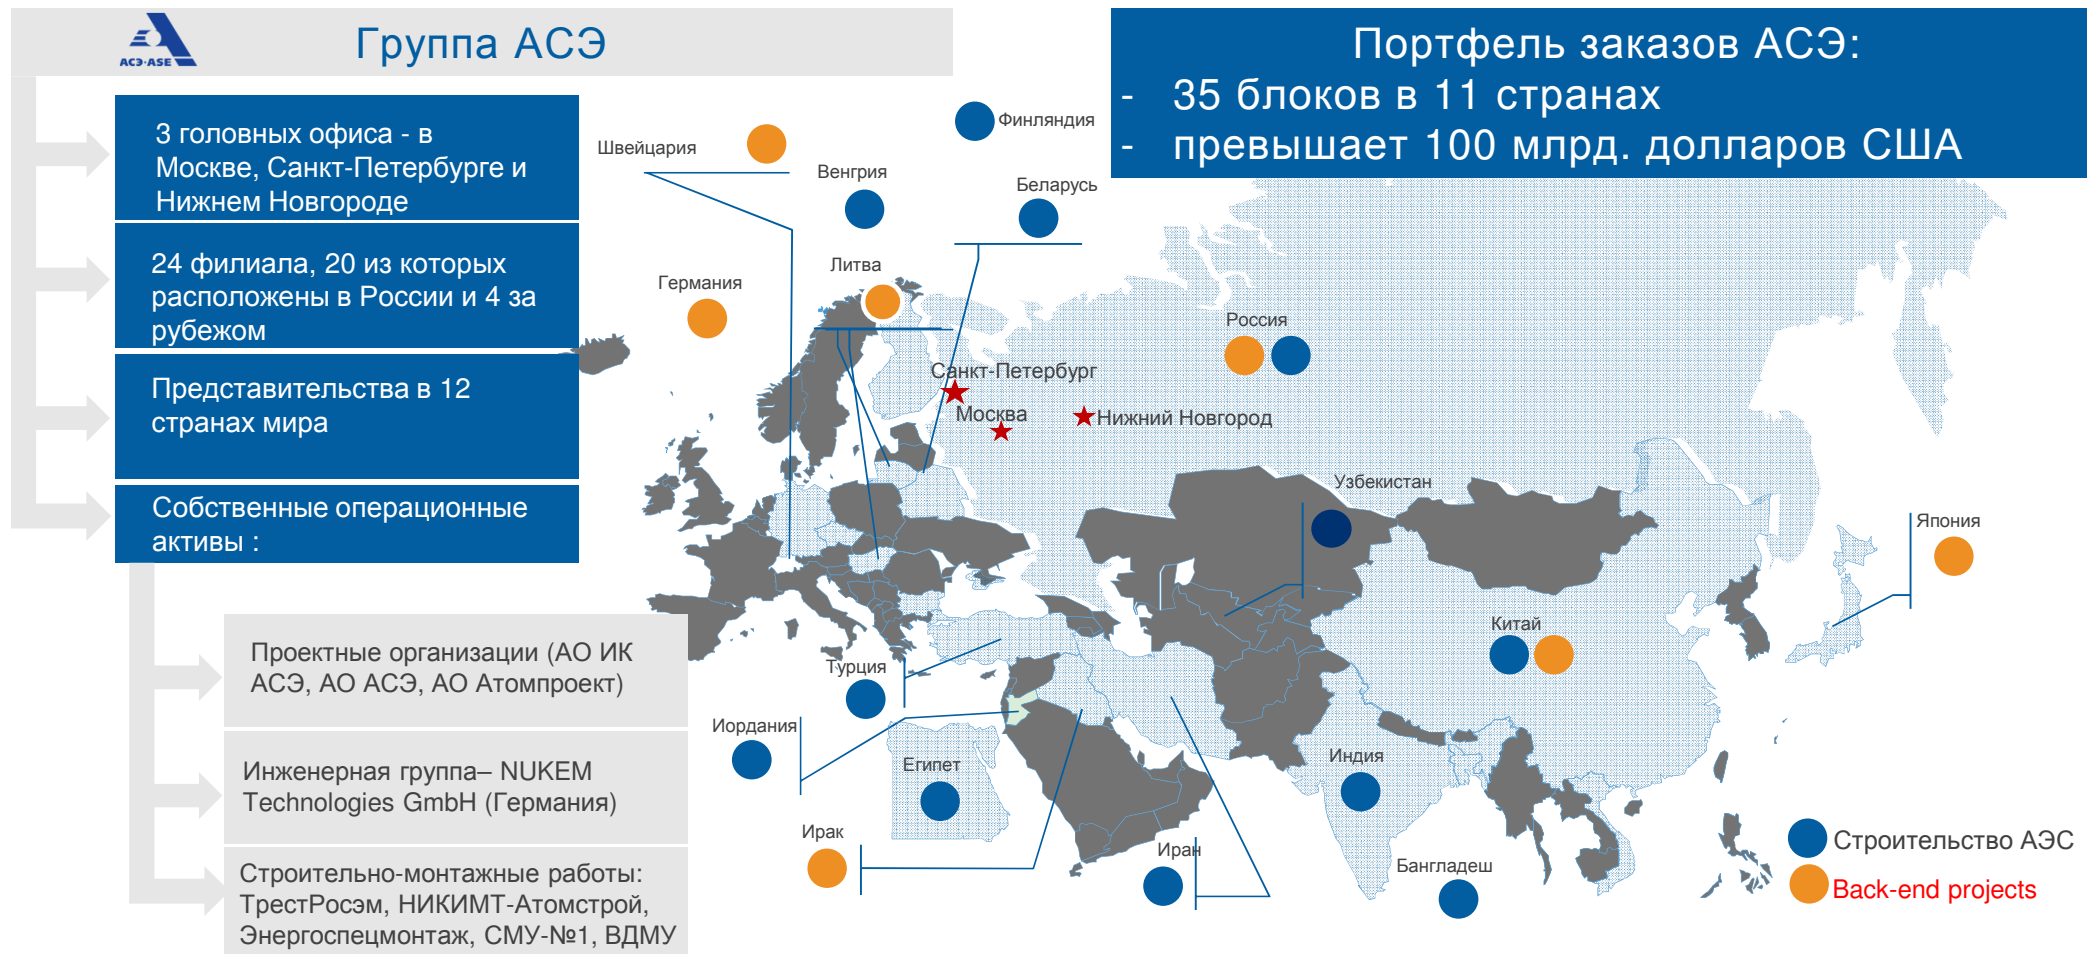 АСЭ-ASE
Группа АСЭ
Портфель заказов АСЭ:
- 35 блоков в 11 странах
- превышает 100 млрд. долларов США
3 головных офиса - в
Москве, Санкт-Петербурге и
Нижнем Новгороде
24 филиала, 20 из которых
расположены в России и 4 за
рубежом
Представительства в 12
странах мира
Собственные операционные
активы :
Проектные организации (АО ИК
АСЭ, АО АСЭ, АО Атомпроект)
Инженерная группа– NUKEM
Technologies GmbH (Германия)
Строительно-монтажные работы:
ТрестРосэм, НИКИМТ-Атомстрой,
Энергоспецмонтаж, СМУ-№1, ВДМУ
Финляндия
Швейцария
Венгрия
Беларусь
Литва
Германия
Россия
Санкт-Петербург
Москва
Нижний Новгород
Узбекистан
Япония
Китай
Турция
Иордания
Египет
Индия
Ирак
Иран
Бангладеш
Строительство АЭС
Back-end projects